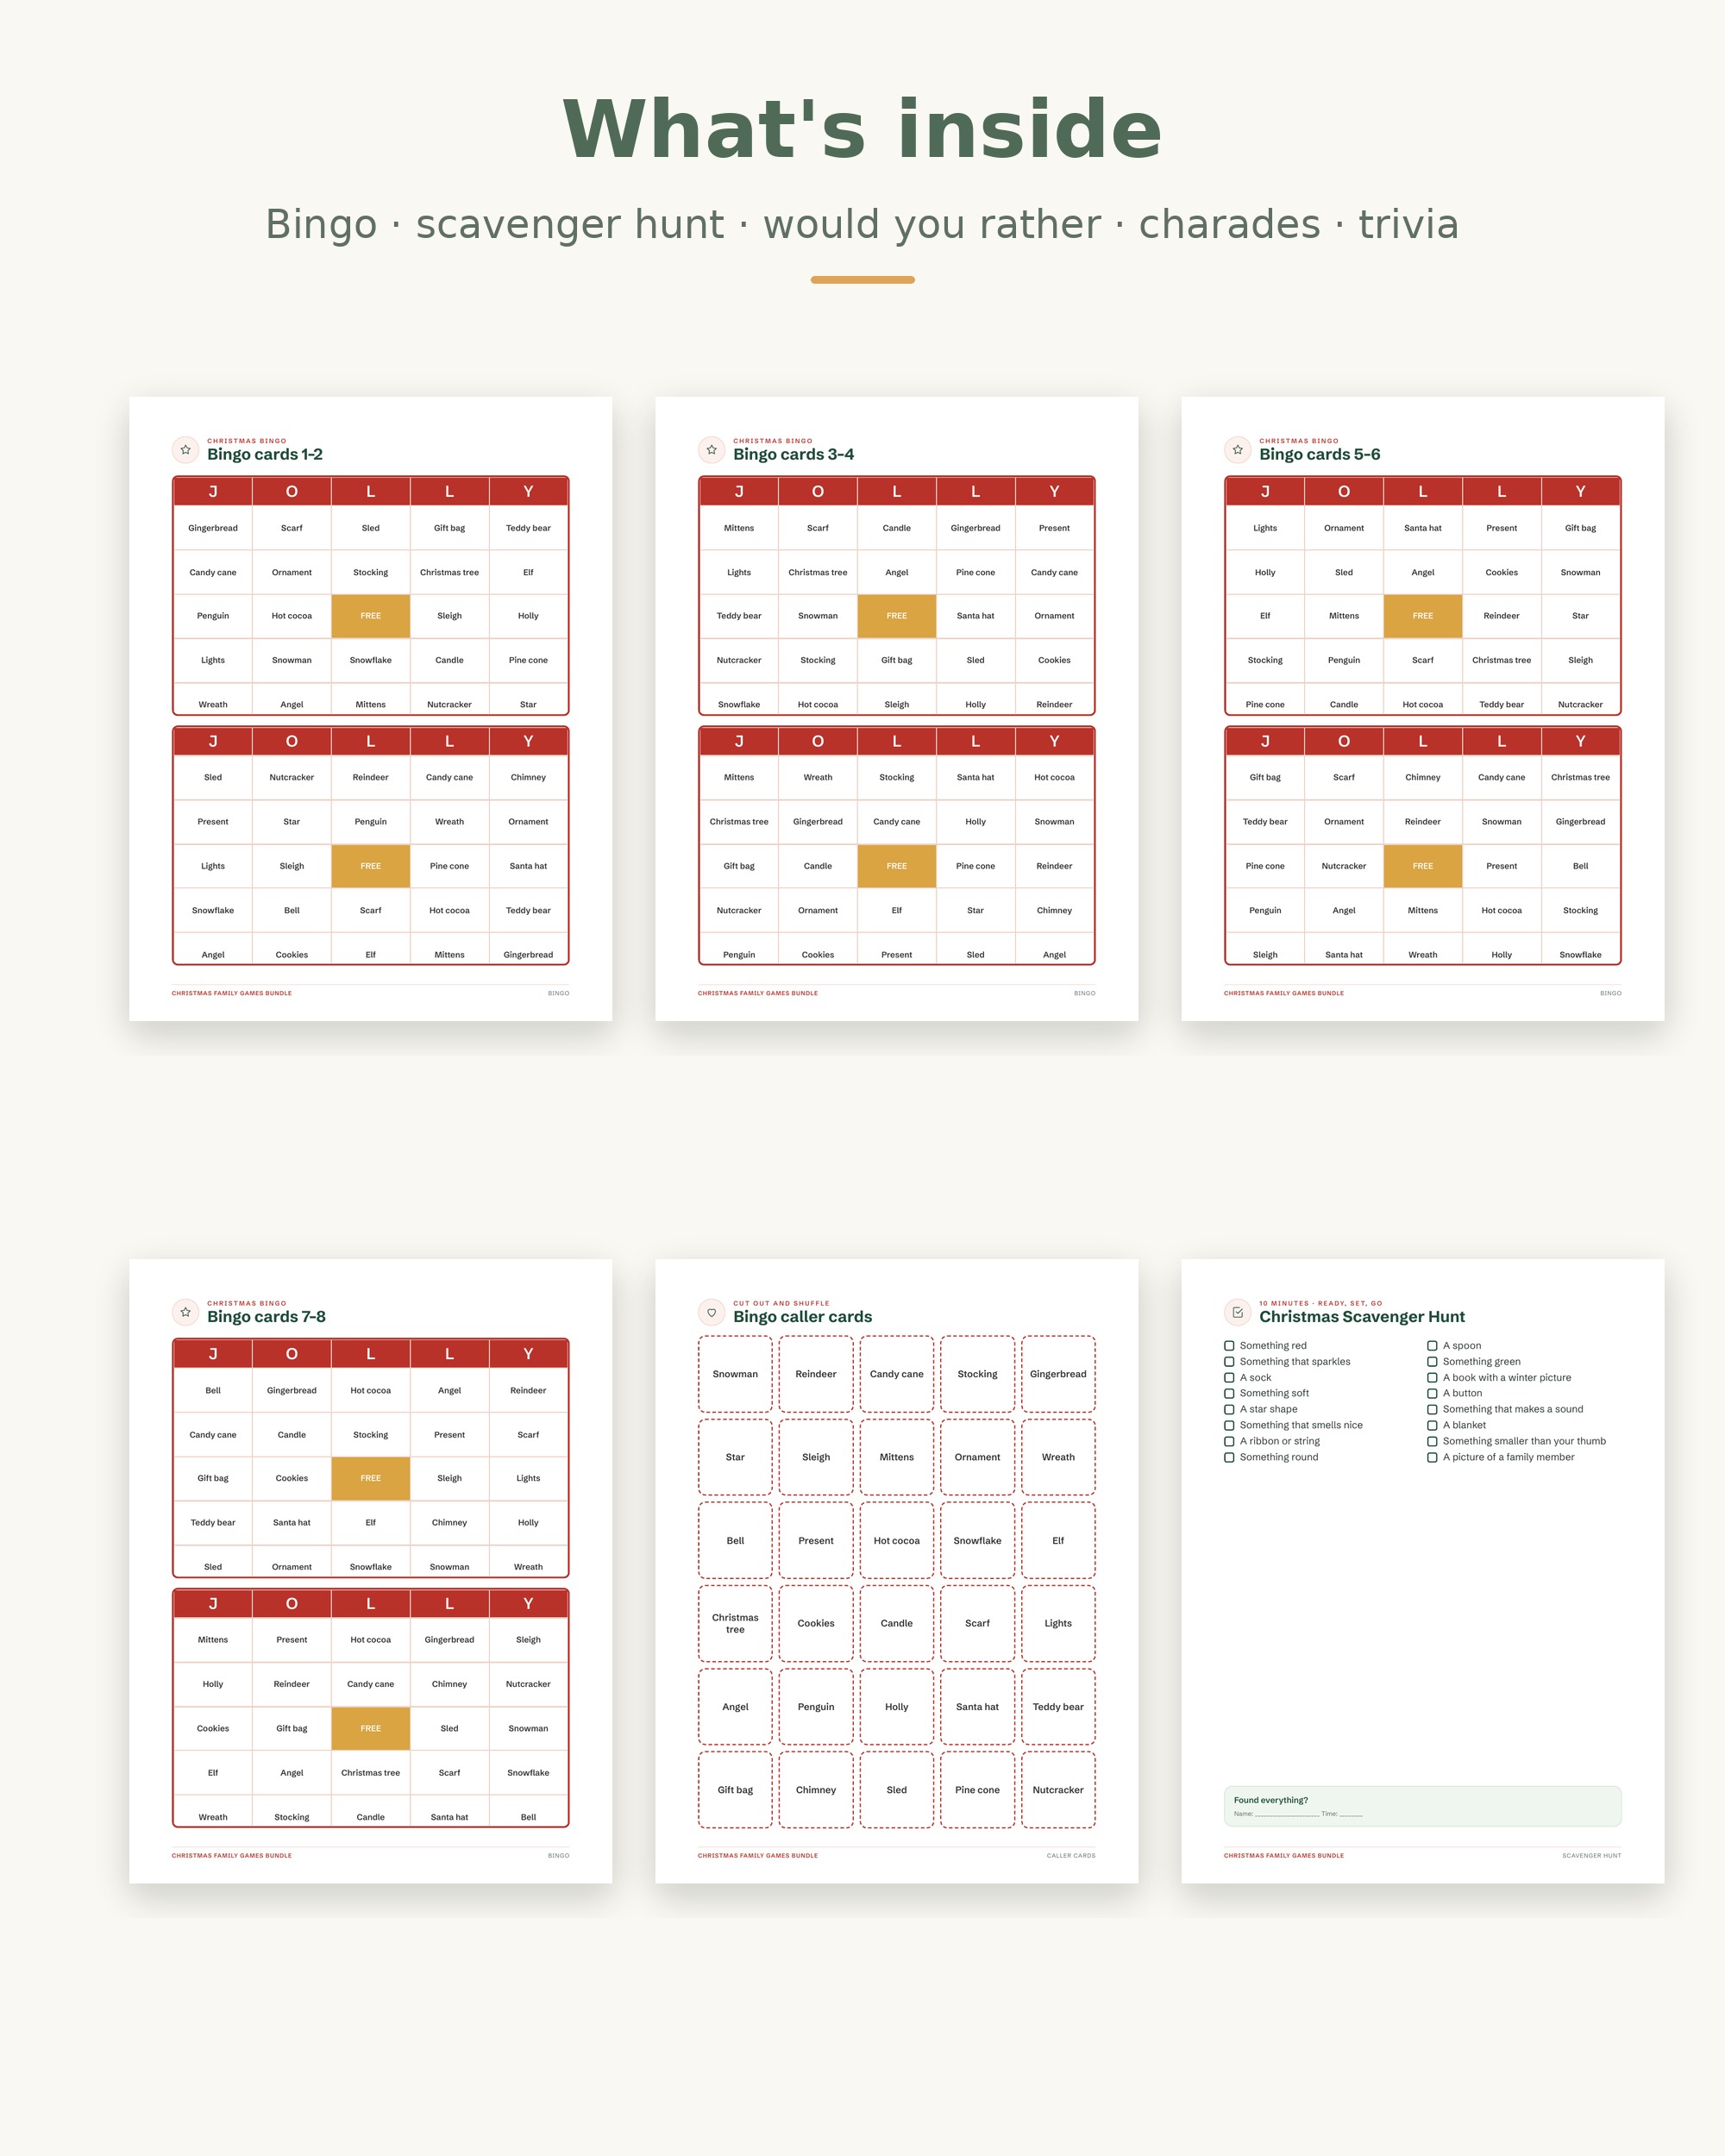 What's inside
Bingo · scavenger hunt · would you rather · charades · trivia
CHRISTMAS BINGO
Bingo cards 1-2
J O L L Y
Gingerbread Scarf Sled Gift bag Teddy bear
Candy cane Ornament Stocking Christmas tree Elf
Penguin Hot cocoa FREE Sleigh Holly
Lights Snowman Snowflake Candle Pine cone
Wreath Angel Mittens Nutcracker Star
J O L L Y
Sled Nutcracker Reindeer Candy cane Chimney
Present Star Penguin Wreath Ornament
Lights Sleigh FREE Pine cone Santa hat
Snowflake Bell Scarf Hot cocoa Teddy bear
Angel Cookies Elf Mittens Gingerbread
CHRISTMAS FAMILY GAMES BUNDLE BINGO
CHRISTMAS BINGO
Bingo cards 3-4
J O L L Y
Mittens Scarf Candle Gingerbread Present
Lights Christmas tree Angel Pine cone Candy cane
Teddy bear Snowman FREE Santa hat Ornament
Nutcracker Stocking Gift bag Sled Cookies
Snowflake Hot cocoa Sleigh Holly Reindeer
J O L L Y
Mittens Wreath Stocking Santa hat Hot cocoa
Christmas tree Gingerbread Candy cane Holly Snowman
Gift bag Candle FREE Pine cone Reindeer
Nutcracker Ornament Elf Star Chimney
Penguin Cookies Present Sled Angel
CHRISTMAS FAMILY GAMES BUNDLE BINGO
CHRISTMAS BINGO
Bingo cards 5-6
J O L L Y
Lights Ornament Santa hat Present Gift bag
Holly Sled Angel Cookies Snowman
Elf Mittens FREE Reindeer Star
Stocking Penguin Scarf Christmas tree Sleigh
Pine cone Candle Hot cocoa Teddy bear Nutcracker
J O L L Y
Gift bag Scarf Chimney Candy cane Christmas tree
Teddy bear Ornament Reindeer Snowman Gingerbread
Pine cone Nutcracker FREE Present Bell
Penguin Angel Mittens Hot cocoa Stocking
Sleigh Santa hat Wreath Holly Snowflake
CHRISTMAS FAMILY GAMES BUNDLE BINGO
CHRISTMAS BINGO
Bingo cards 7-8
J O L L Y
Bell Gingerbread Hot cocoa Angel Reindeer
Candy cane Candle Stocking Present Scarf
Gift bag Cookies FREE Sleigh Lights
Teddy bear Santa hat Elf Chimney Holly
Sled Ornament Snowflake Snowman Wreath
J O L L Y
Mittens Present Hot cocoa Gingerbread Sleigh
Holly Reindeer Candy cane Chimney Nutcracker
Cookies Gift bag FREE Sled Snowman
Elf Angel Christmas tree Scarf Snowflake
Wreath Stocking Candle Santa hat Bell
CHRISTMAS FAMILY GAMES BUNDLE BINGO
CUT OUT AND SHUFFLE
Bingo caller cards
Snowman Reindeer Candy cane Stocking Gingerbread
Star Sleigh Mittens Ornament Wreath
Bell Present Hot cocoa Snowflake Elf
Christmas tree Cookies Candle Scarf Lights
Angel Penguin Holly Santa hat Teddy bear
Gift bag Chimney Sled Pine cone Nutcracker
CHRISTMAS FAMILY GAMES BUNDLE CALLER CARDS
10 MINUTES · READY, SET, GO
Christmas Scavenger Hunt
Something red
Something that sparkles
A sock
Something soft
A star shape
Something that smells nice
A ribbon or string
Something round
A spoon
Something green
A book with a winter picture
A button
Something that makes a sound
A blanket
Something smaller than your thumb
A picture of a family member
Found everything?
Name: ____________________ Time: _______
CHRISTMAS FAMILY GAMES BUNDLE SCAVENGER HUNT